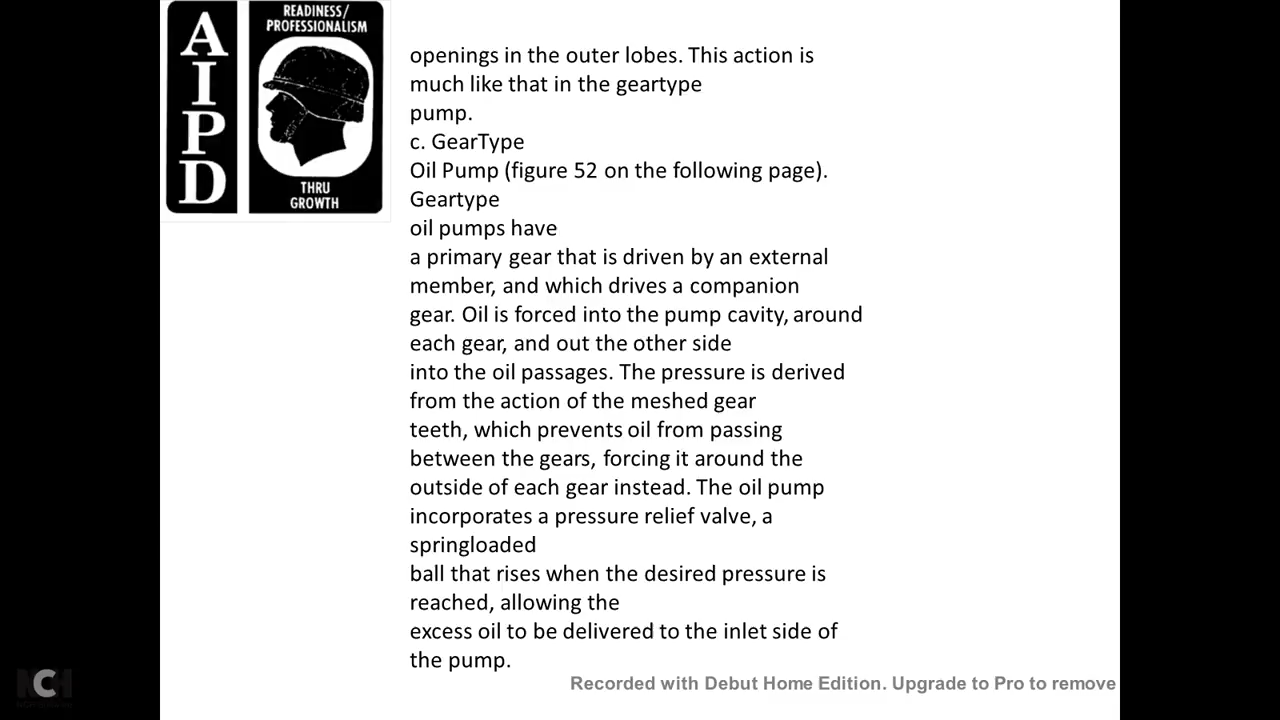 A
I
P
D
READINESS/
PROFESSIONALISM
THRU
GROWTH
openings in the outer lobes. This action is
much like that in the geartype
pump.
c. GearType
Oil Pump (figure 52 on the following page).
Geartype
oil pumps have
a primary gear that is driven by an external
member, and which drives a companion
gear. Oil is forced into the pump cavity, around
each gear, and out the other side
into the oil passages. The pressure is derived
from the action of the meshed gear
teeth, which prevents oil from passing
between the gears, forcing it around the
outside of each gear instead. The oil pump
incorporates a pressure relief valve, a
springloaded
ball that rises when the desired pressure is
reached, allowing the
excess oil to be delivered to the inlet side of
the pump.
NCH
Recorded with Debut Home Edition. Upgrade to Pro to remove